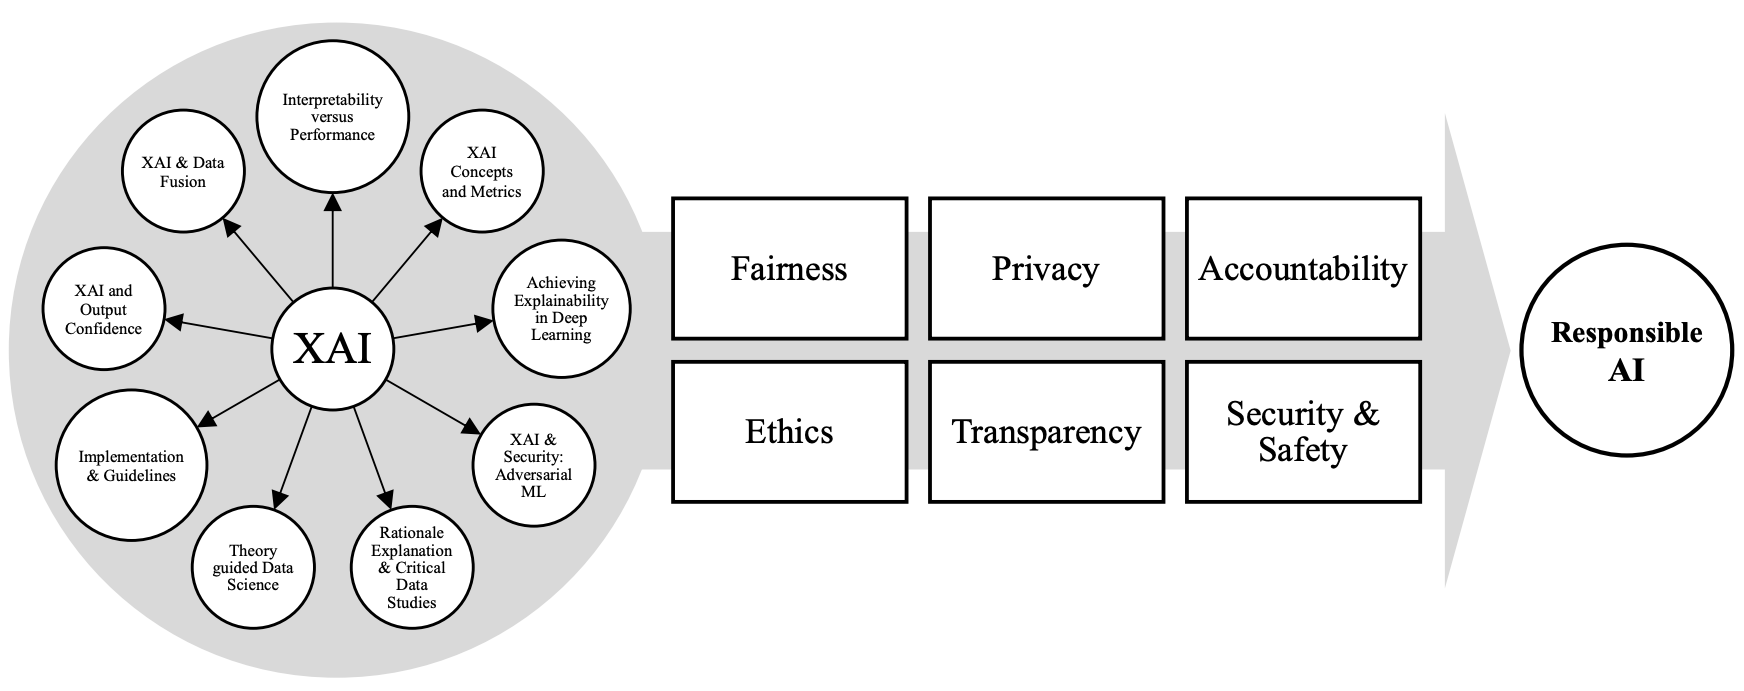 Interpretability
versus
Performance
XAI
Concepts
and Metrics
Achieving
Explainability
in Deep
Learning
XAI &
Security:
Adversarial
ML
Rationale
Explanation
& Critical
Data
Studies
Theory
guided Data
Science
Implementation
& Guidelines
XAI and
Output
Confidence
XAI & Data
Fusion
XAI
Fairness
Privacy
Accountability
Ethics
Transparency
Security &
Safety
Responsible
AI